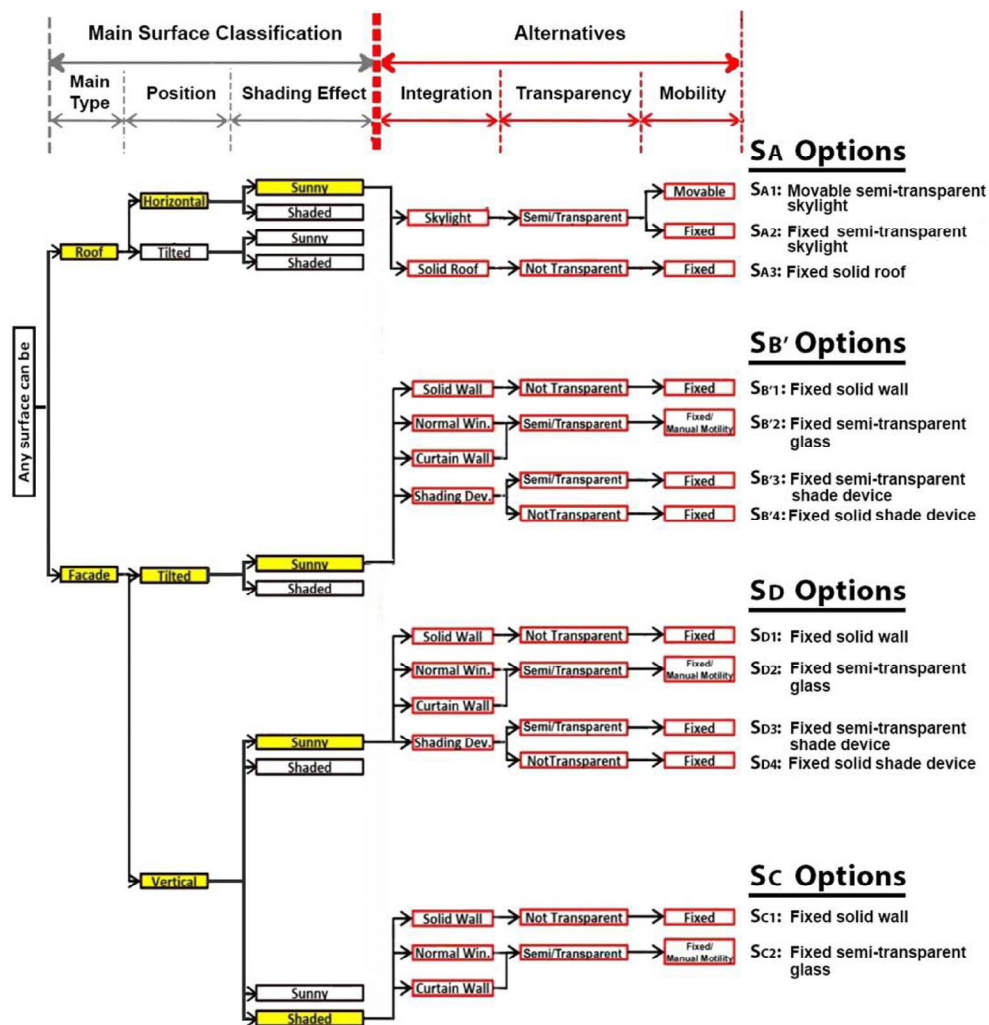 Main Surface Classification
Alternatives
Main
Type
Position
Shading Effect
Integration
Transparency
Mobility
SA Options
Sunny
Horizontal
Shaded
Roof
Tilted
Sunny
Shaded
Skylight
Semi/Transparent
Movable
SA1: Movable semi-transparent
skylight
Fixed
SA2: Fixed semi-transparent
skylight
Solid Roof
Not Transparent
Fixed
SA3: Fixed solid roof
Any surface can be
SB' Options
Solid Wall
Not Transparent
Fixed
SB'1: Fixed solid wall
Normal Win.
Semi/Transparent
Fixed/
Manual Motility
SB'2: Fixed semi-transparent
glass
Curtain Wall
Shading Dev.
Semi/Transparent
Fixed
SB'3: Fixed semi-transparent
shade device
NotTransparent
Fixed
SB'4: Fixed solid shade device
Facade
Tilted
Sunny
Shaded
SD Options
Solid Wall
Not Transparent
Fixed
SD1: Fixed solid wall
Normal Win.
Semi/Transparent
Fixed/
Manual Motility
SD2: Fixed semi-transparent
glass
Curtain Wall
Sunny
Shaded
Shading Dev.
Semi/Transparent
Fixed
SD3: Fixed semi-transparent
shade device
NotTransparent
Fixed
SD4: Fixed solid shade device
Vertical
SC Options
Solid Wall
Not Transparent
Fixed
SC1: Fixed solid wall
Normal Win.
Semi/Transparent
Fixed/
Manual Motility
SC2: Fixed semi-transparent
glass
Curtain Wall
Sunny
Shaded